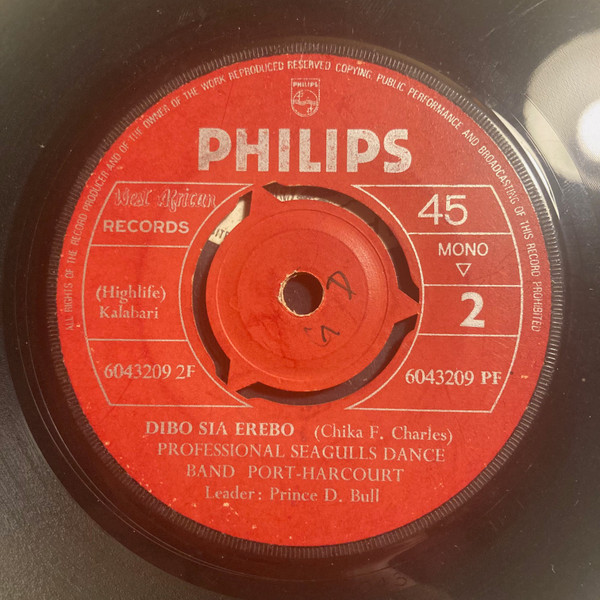 ALL RIGHTS OF THE RECORD PRODUCER AND OF THE OWNER OF THE WORK REPRODUCED RESERVED. COPYING, PUBLIC PERFORMANCE AND BROADCASTING OF THIS RECORD PROHIBITED
PHILIPS
PHILIPS
West African
RECORDS
45
MONO
2
(Highlife)
Kalabari
6043209 2F
6043209 PF
DIBO SIA EREBO (Chika F. Charles)
PROFESSIONAL SEAGULLS DANCE
BAND PORT-HARCOURT
Leader: Prince D. Bull